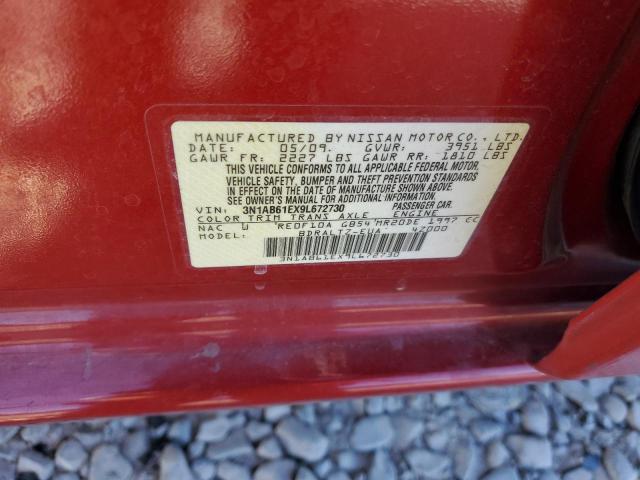 MANUFACTURED BY NISSAN MOTOR CO., LTD.
DATE: 05/09. GVWR: 3951 LBS
GAWR FR: 2227 LBS GAWR RR: 1810 LBS
THIS VEHICLE CONFORMS TO ALL APPLICABLE FEDERAL MOTOR
VEHICLE SAFETY, BUMPER AND THEFT PREVENTION STANDARDS
IN EFFECT ON THE DATE OF MANUFACTURE SHOWN ABOVE.
SEE OWNER'S MANUAL FOR ADDITIONAL INFORMATION.
VIN: 3N1AB61EX9L672730 PASSENGER CAR.
COLOR TRIM TRANS AXLE ENGINE
NAC W REDF10A GB54 MR20DE 1997 CC
BDRALT7-EUA 4Z000
3N1AB61EX9L672730